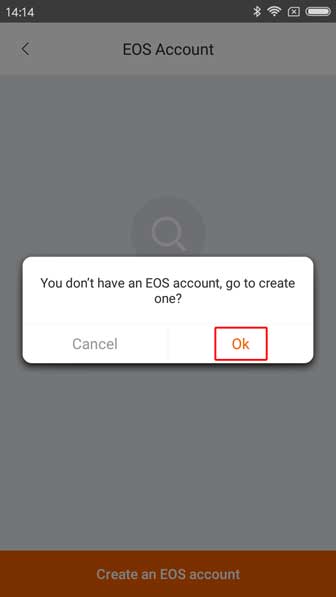 14:14
EOS Account
You don't have an EOS account, go to create
one?
Cancel
Ok
Create an EOS account